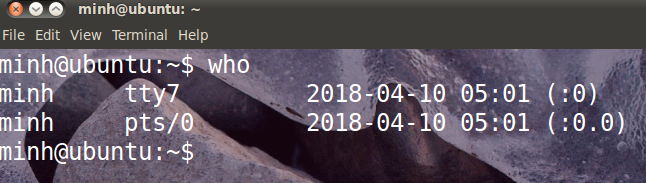 minh@ubuntu: ~
File Edit View Terminal Help
minh@ubuntu:~$ who
minh     tty7         2018-04-10 05:01 (:0)
minh     pts/0        2018-04-10 05:01 (:0.0)
minh@ubuntu:~$